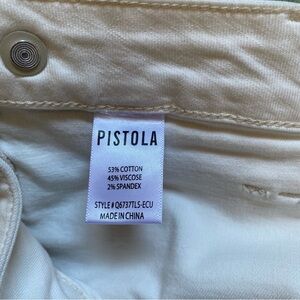 PISTOLA
53% COTTON
45% VISCOSE
2% SPANDEX
STYLE# Q6737TLS-ECU
MADE IN CHINA